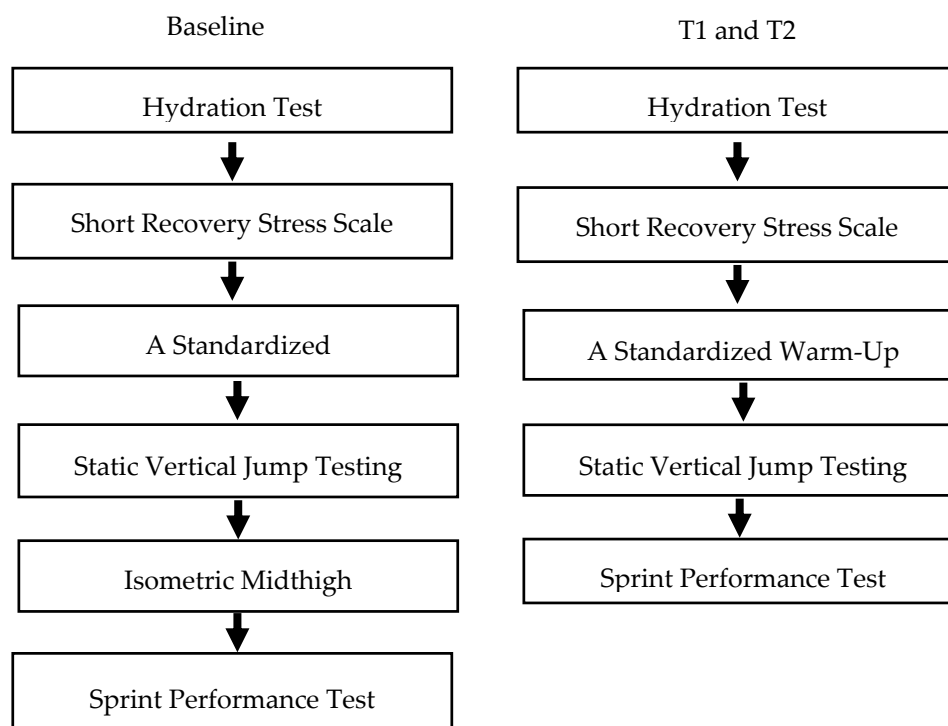 Baseline
Hydration Test
Short Recovery Stress Scale
A Standardized
Static Vertical Jump Testing
Isometric Midthigh
Sprint Performance Test
T1 and T2
Hydration Test
Short Recovery Stress Scale
A Standardized Warm-Up
Static Vertical Jump Testing
Sprint Performance Test